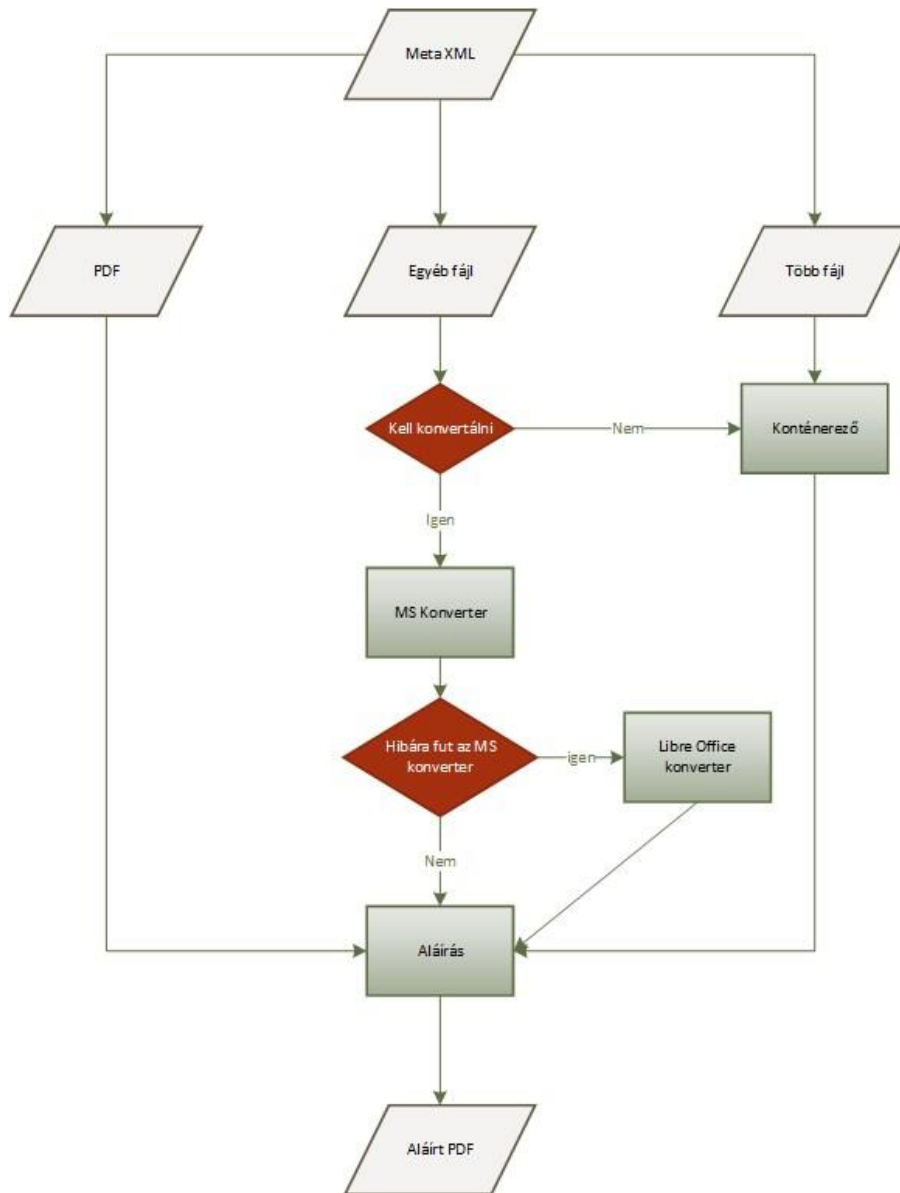 Meta XML
PDF
Egyéb fájl
Több fájl
Kell konvertálni
Nem
Konténerező
Igen
MS Konverter
Hibára fut az MS
konverter
igen
Libre Office
konverter
Nem
Aláírás
Aláírt PDF